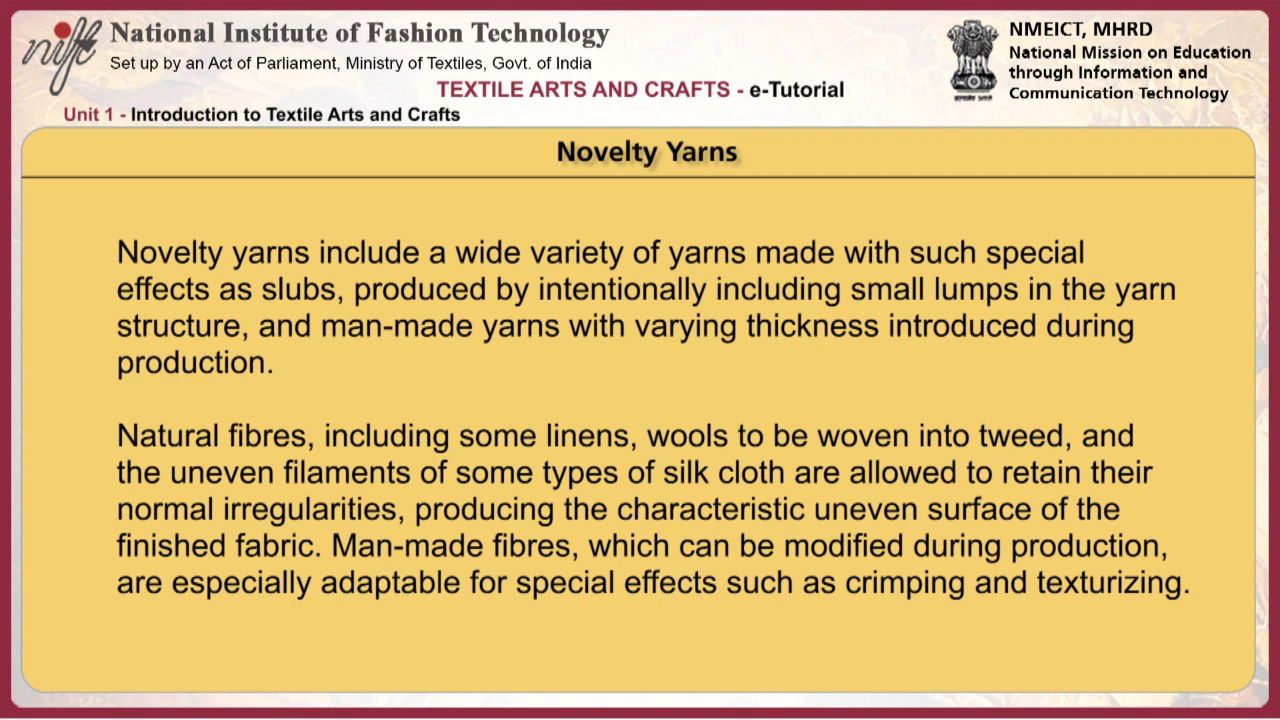 nift
National Institute of Fashion Technology
Set up by an Act of Parliament, Ministry of Textiles, Govt. of India
NMEICT, MHRD
National Mission on Education
through Information and
Communication Technology
TEXTILE ARTS AND CRAFTS - e-Tutorial
Unit 1 - Introduction to Textile Arts and Crafts
Novelty Yarns
Novelty yarns include a wide variety of yarns made with such special
effects as slubs, produced by intentionally including small lumps in the yarn
structure, and man-made yarns with varying thickness introduced during
production.
Natural fibres, including some linens, wools to be woven into tweed, and
the uneven filaments of some types of silk cloth are allowed to retain their
normal irregularities, producing the characteristic uneven surface of the
finished fabric. Man-made fibres, which can be modified during production,
are especially adaptable for special effects such as crimping and texturizing.